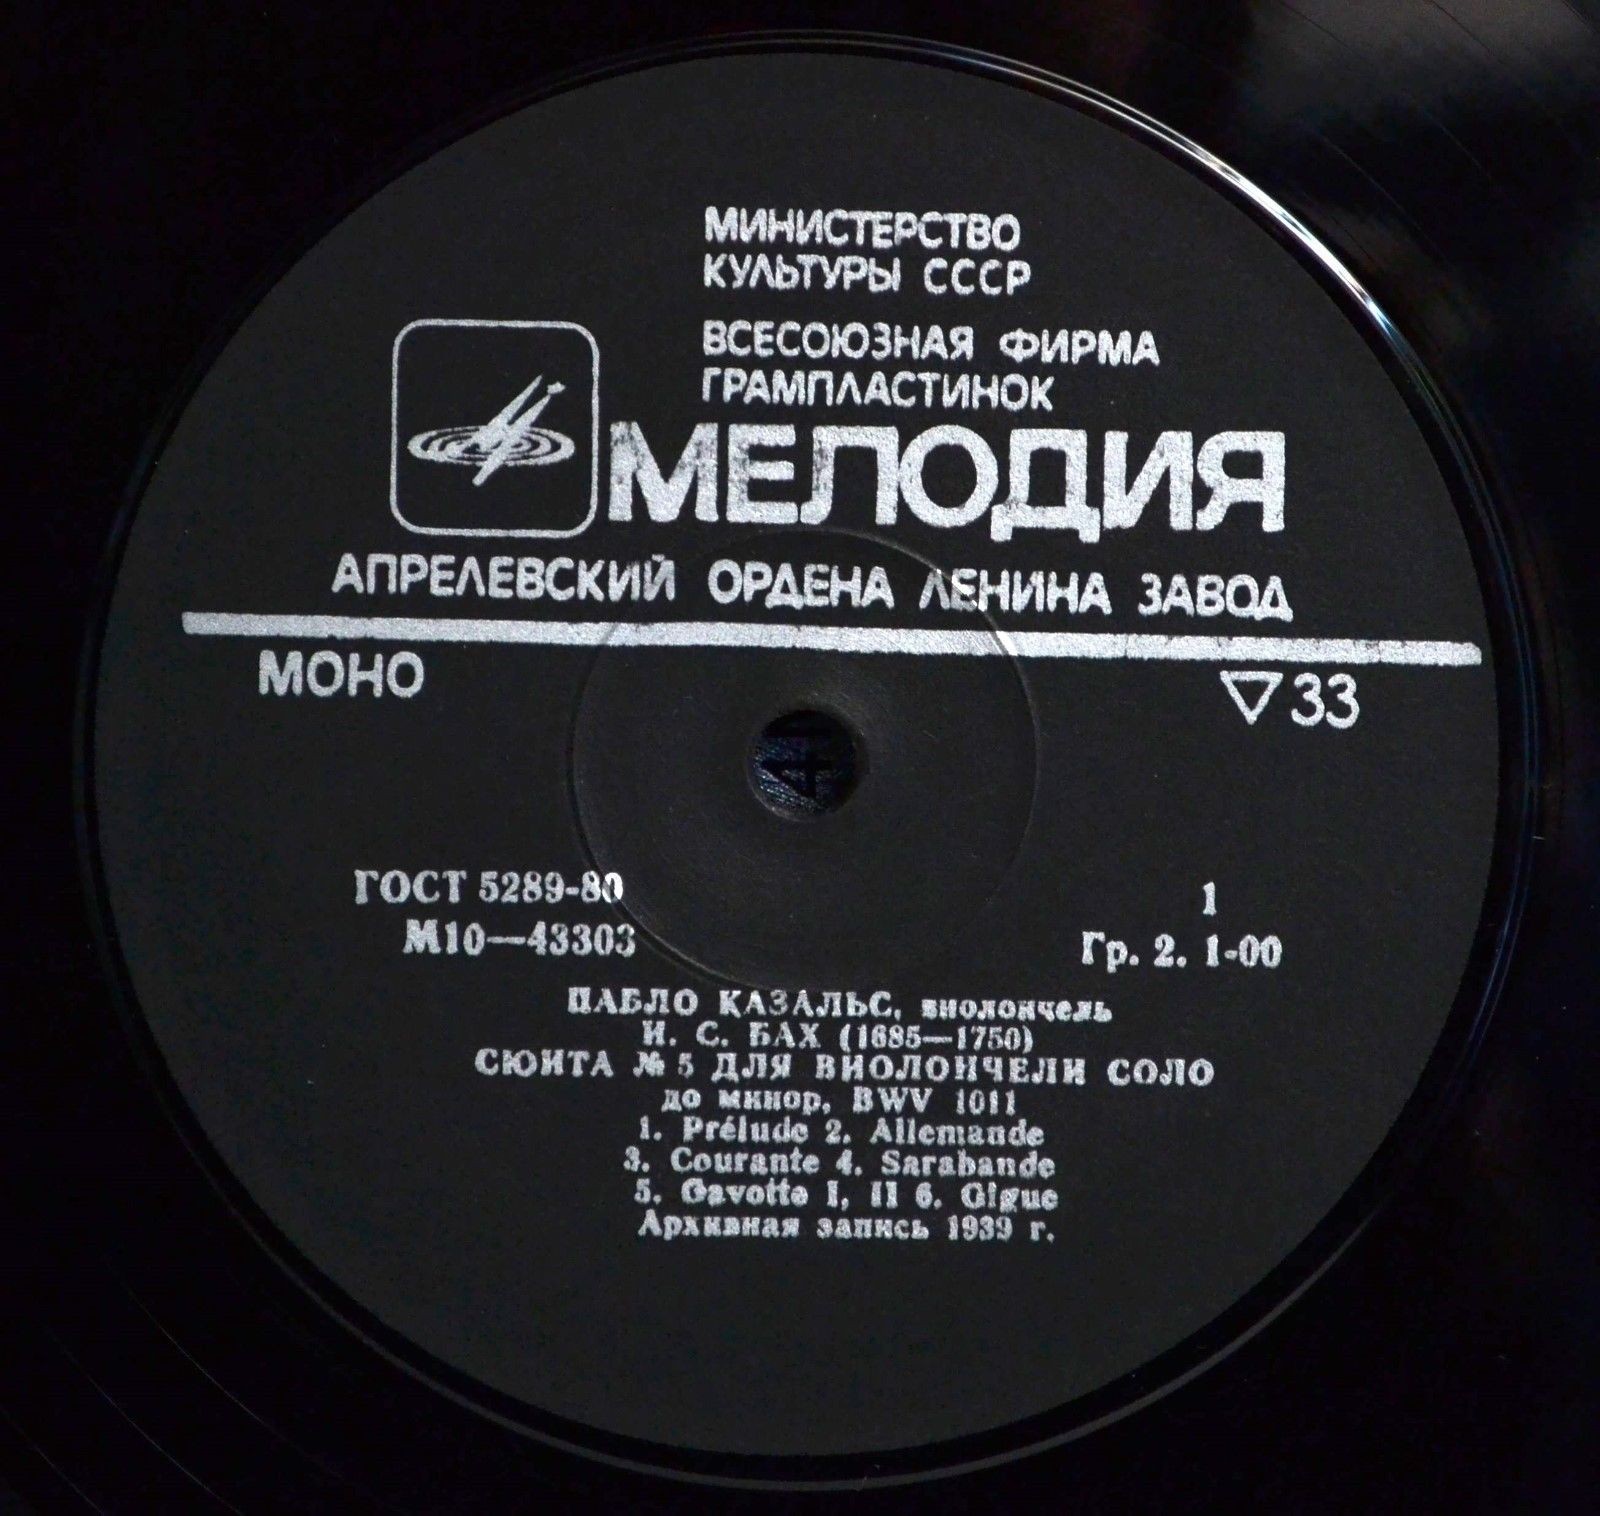 МИНИСТЕРСТВО
КУЛЬТУРЫ СССР
ВСЕСОЮЗНАЯ ФИРМА
ГРАМПЛАСТИНОК
МЕЛОДИЯ
АПРЕЛЕВСКИЙ ОРДЕНА ЛЕНИНА ЗАВОД
МОНО
▽33
ГОСТ 5289-80
1
М10—43303
Гр. 2. 1-00
ПАБЛО КАЗАЛЬС, виолончель
И. С. БАХ (1685—1750)
СЮИТА № 5 ДЛЯ ВИОЛОНЧЕЛИ СОЛО
до минор, BWV 1011
1. Prélude 2. Allemande
3. Courante 4. Sarabande
5. Gavotte I, II 6. Gigue
Архивная запись 1939 г.